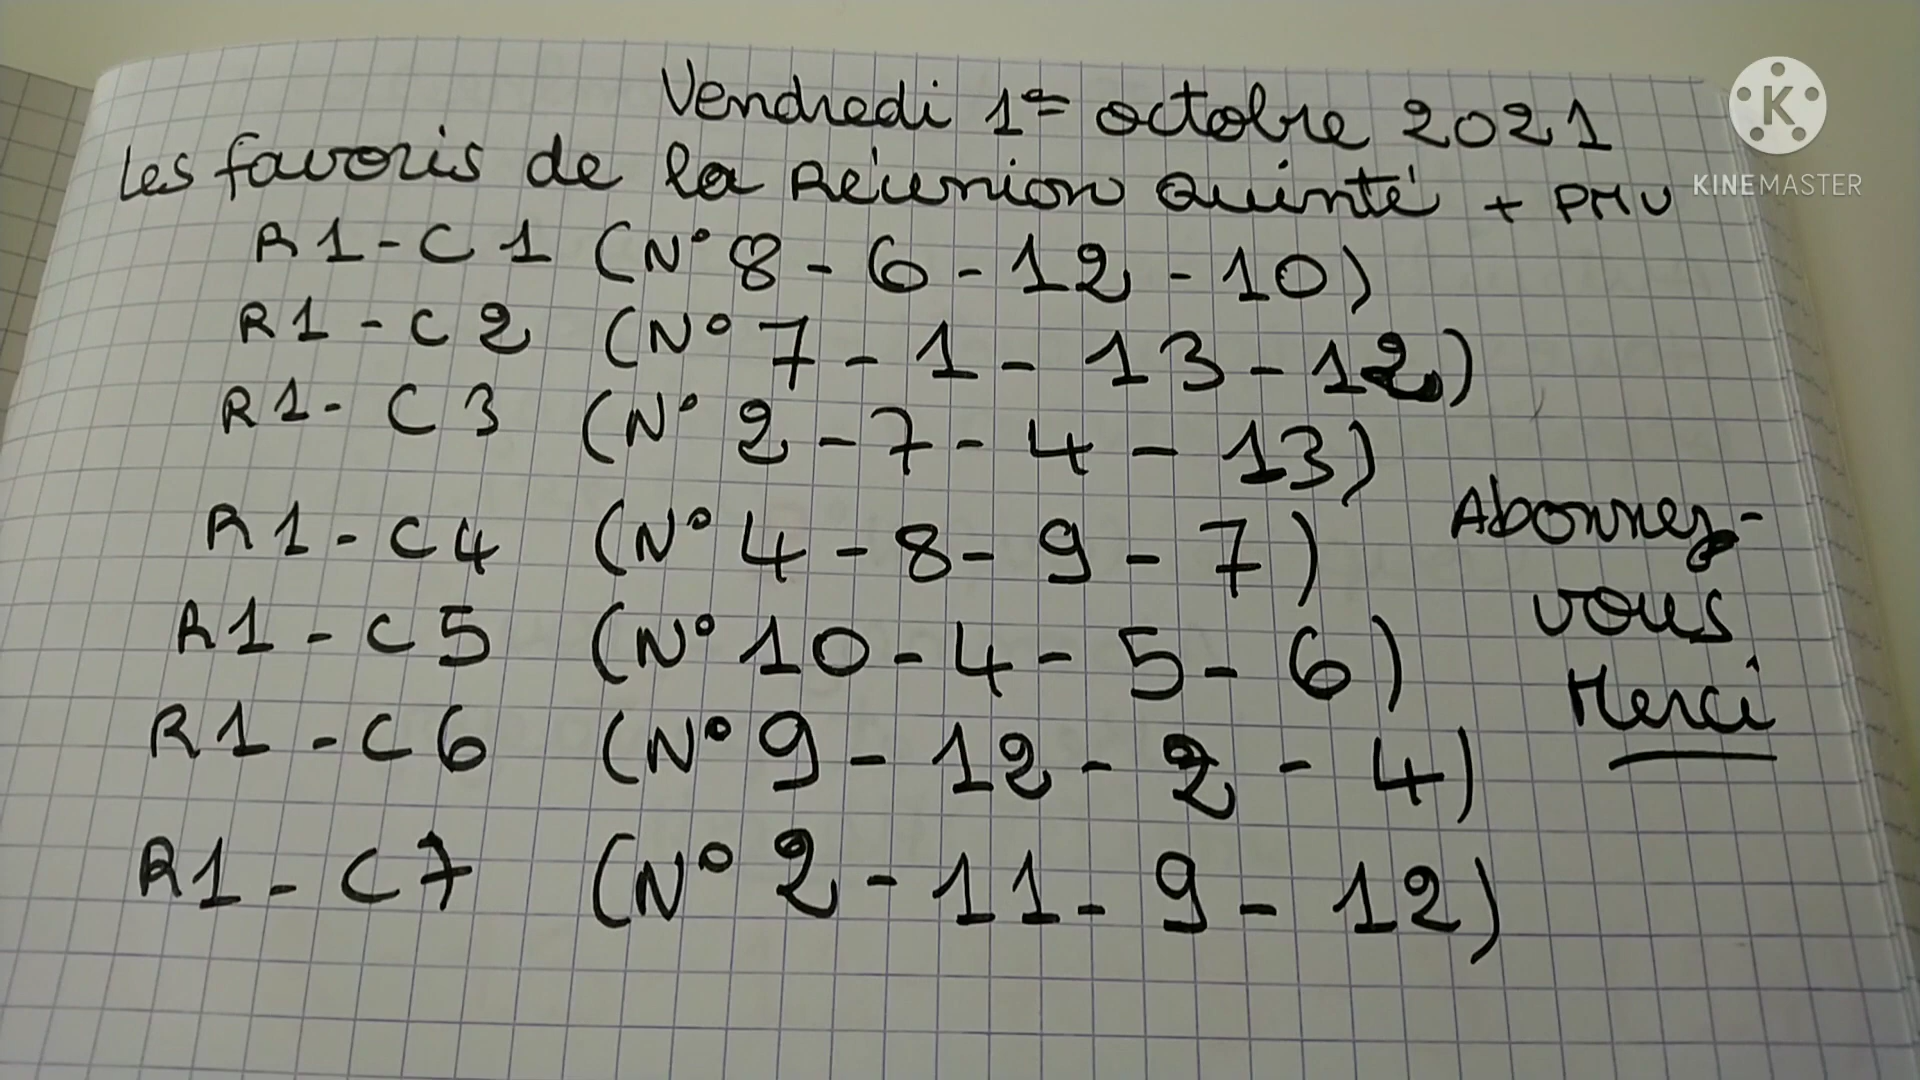 Vendredi 1er octobre 2021
Les favoris de la Réunion Quinté + PMU
R1-C1 (N° 8 - 6 - 12 - 10)
R1-C2 (N° 7 - 1 - 13 - 12)
R1-C3 (N° 2 - 7 - 4 - 13)
R1-C4 (N° 4 - 8 - 9 - 7)
R1-C5 (N° 10 - 4 - 5 - 6)
R1-C6 (N° 9 - 12 - 2 - 4)
R1-C7 (N° 2 - 11 - 9 - 12)
Abonnez-
vous
Merci
K
KINEMASTER